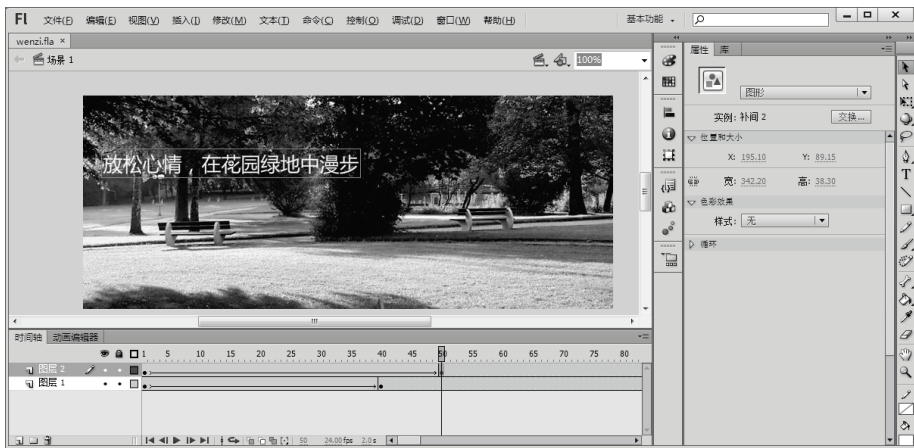 Fl 文件(F) 编辑(E) 视图(V) 插入(I) 修改(M) 文本(T) 命令(C) 控制(O) 调试(D) 窗口(W) 帮助(H) 基本功能
wenzi.fla ×
场景 1 100%
放松心情，在花园绿地中漫步
属性 库
图形
实例: 补间 2 交换...
位置和大小
X: 195.10 Y: 89.15
宽: 342.20 高: 38.30
色彩效果
样式: 无
循环
时间轴 动画编辑器
1 5 10 15 20 25 30 35 40 45 50 55 60 65 70 75 80
图层 2
图层 1
50 24.00 fps 2.0 s